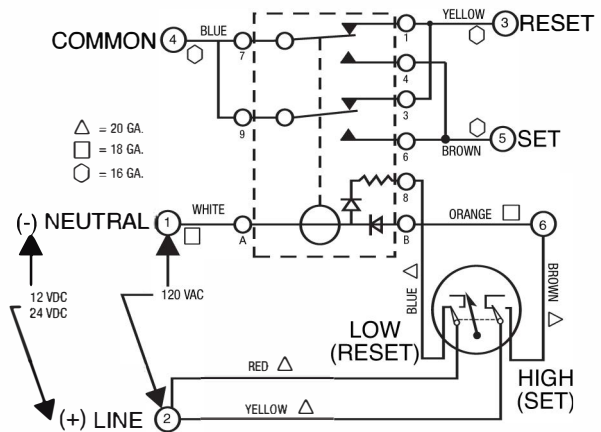 YELLOW
3 RESET
BLUE
COMMON 4
7
1
4
3
9
△ = 20 GA.
□ = 18 GA.
⬡ = 16 GA.
6
BROWN
5 SET
8
WHITE
ORANGE
(-) NEUTRAL 1
A
B
6
12 VDC
24 VDC
120 VAC
BLUE
BROWN
LOW
(RESET)
RED
HIGH
(SET)
(+) LINE 2
YELLOW